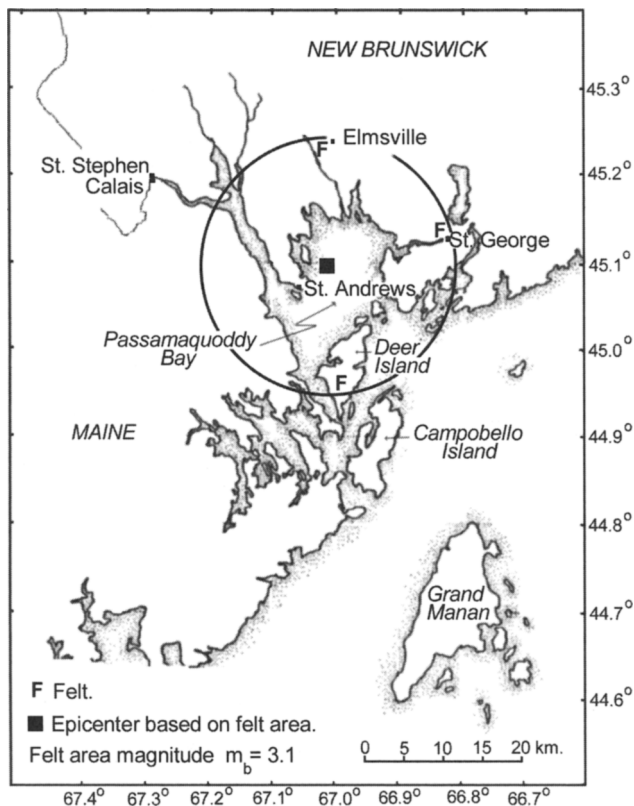 NEW BRUNSWICK
45.3°
F
Elmsville
St. Stephen
Calais
45.2°
F
St. George
45.1°
St. Andrews
Passamaquoddy
Bay
Deer
Island
45.0°
F
MAINE
Campobello
Island
44.9°
44.8°
Grand
Manan
44.7°
F Felt.
44.6°
Epicenter based on felt area.
Felt area magnitude mb= 3.1
0 5 10 15 20 km.
67.4° 67.3° 67.2° 67.1° 67.0° 66.9° 66.8° 66.7°